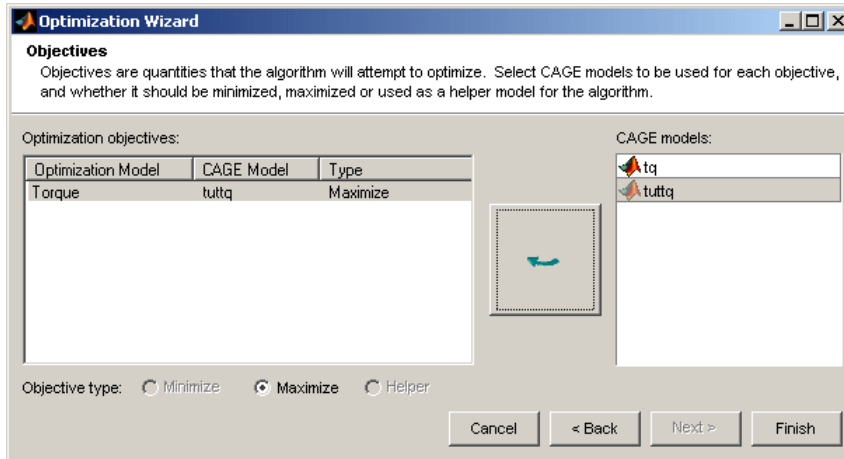 Optimization Wizard
Objectives
Objectives are quantities that the algorithm will attempt to optimize. Select CAGE models to be used for each objective,
and whether it should be minimized, maximized or used as a helper model for the algorithm.
Optimization objectives:
CAGE models:
Optimization Model CAGE Model Type
Torque tuttq Maximize
tq
tuttq
Objective type: Minimize Maximize Helper
Cancel < Back Next > Finish